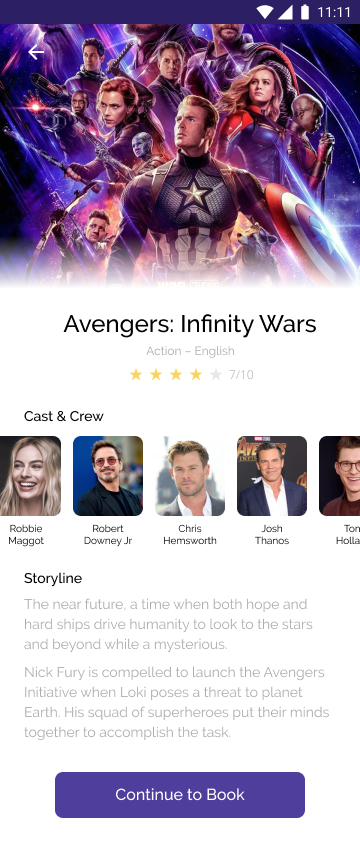 11:11
Avengers: Infinity Wars
Action – English
7/10
Cast & Crew
Robbie
Maggot
Robert
Downey Jr
Chris
Hemsworth
Josh
Thanos
Tom
Holla
Storyline
The near future, a time when both hope and
hard ships drive humanity to look to the stars
and beyond while a mysterious.
Nick Fury is compelled to launch the Avengers
Initiative when Loki poses a threat to planet
Earth. His squad of superheroes put their minds
together to accomplish the task.
Continue to Book